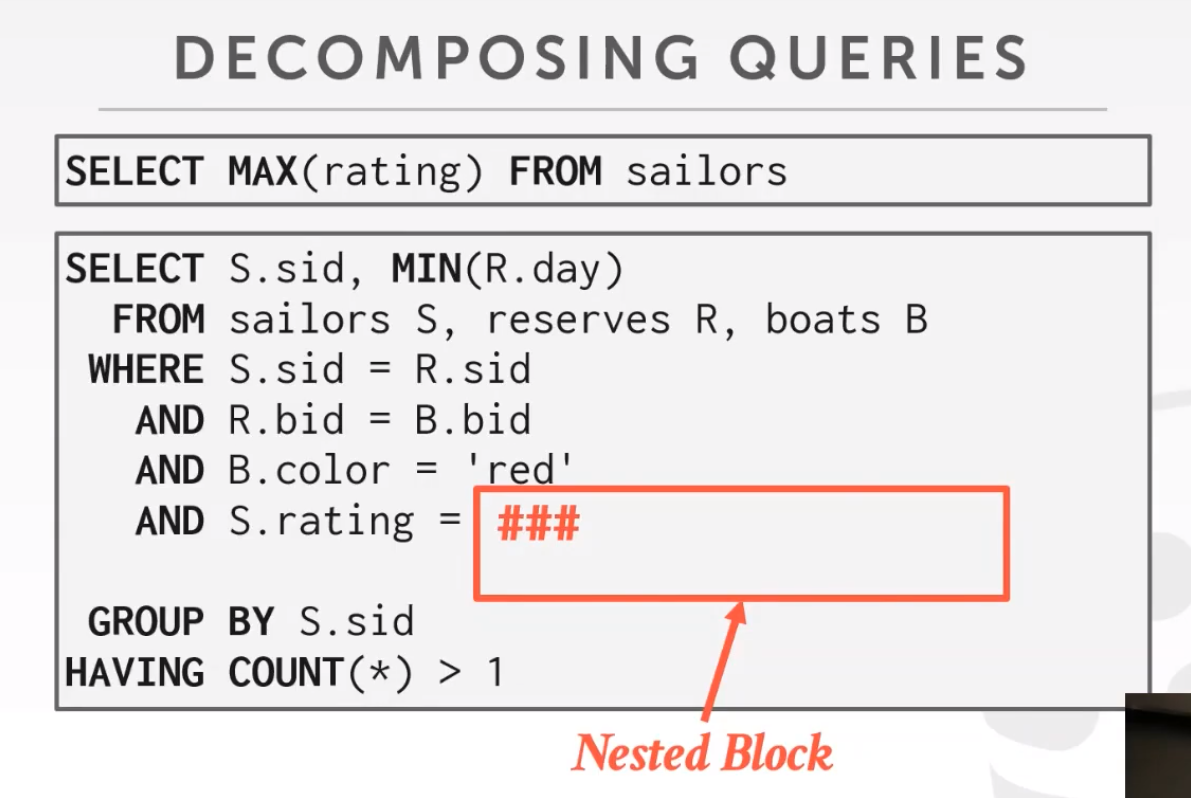 DECOMPOSING QUERIES
SELECT MAX(rating) FROM sailors
SELECT S.sid, MIN(R.day)
FROM sailors S, reserves R, boats B
WHERE S.sid = R.sid
AND R.bid = B.bid
AND B.color = 'red'
AND S.rating = ###
GROUP BY S.sid
HAVING COUNT(*) > 1
Nested Block